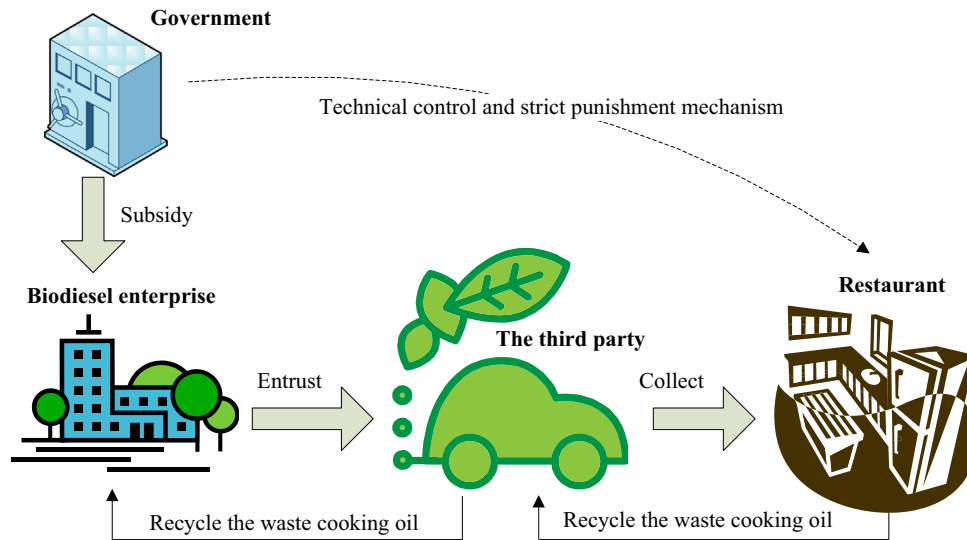 Government
Technical control and strict punishment mechanism
Subsidy
Biodiesel enterprise
Restaurant
The third party
Entrust
Collect
Recycle the waste cooking oil
Recycle the waste cooking oil